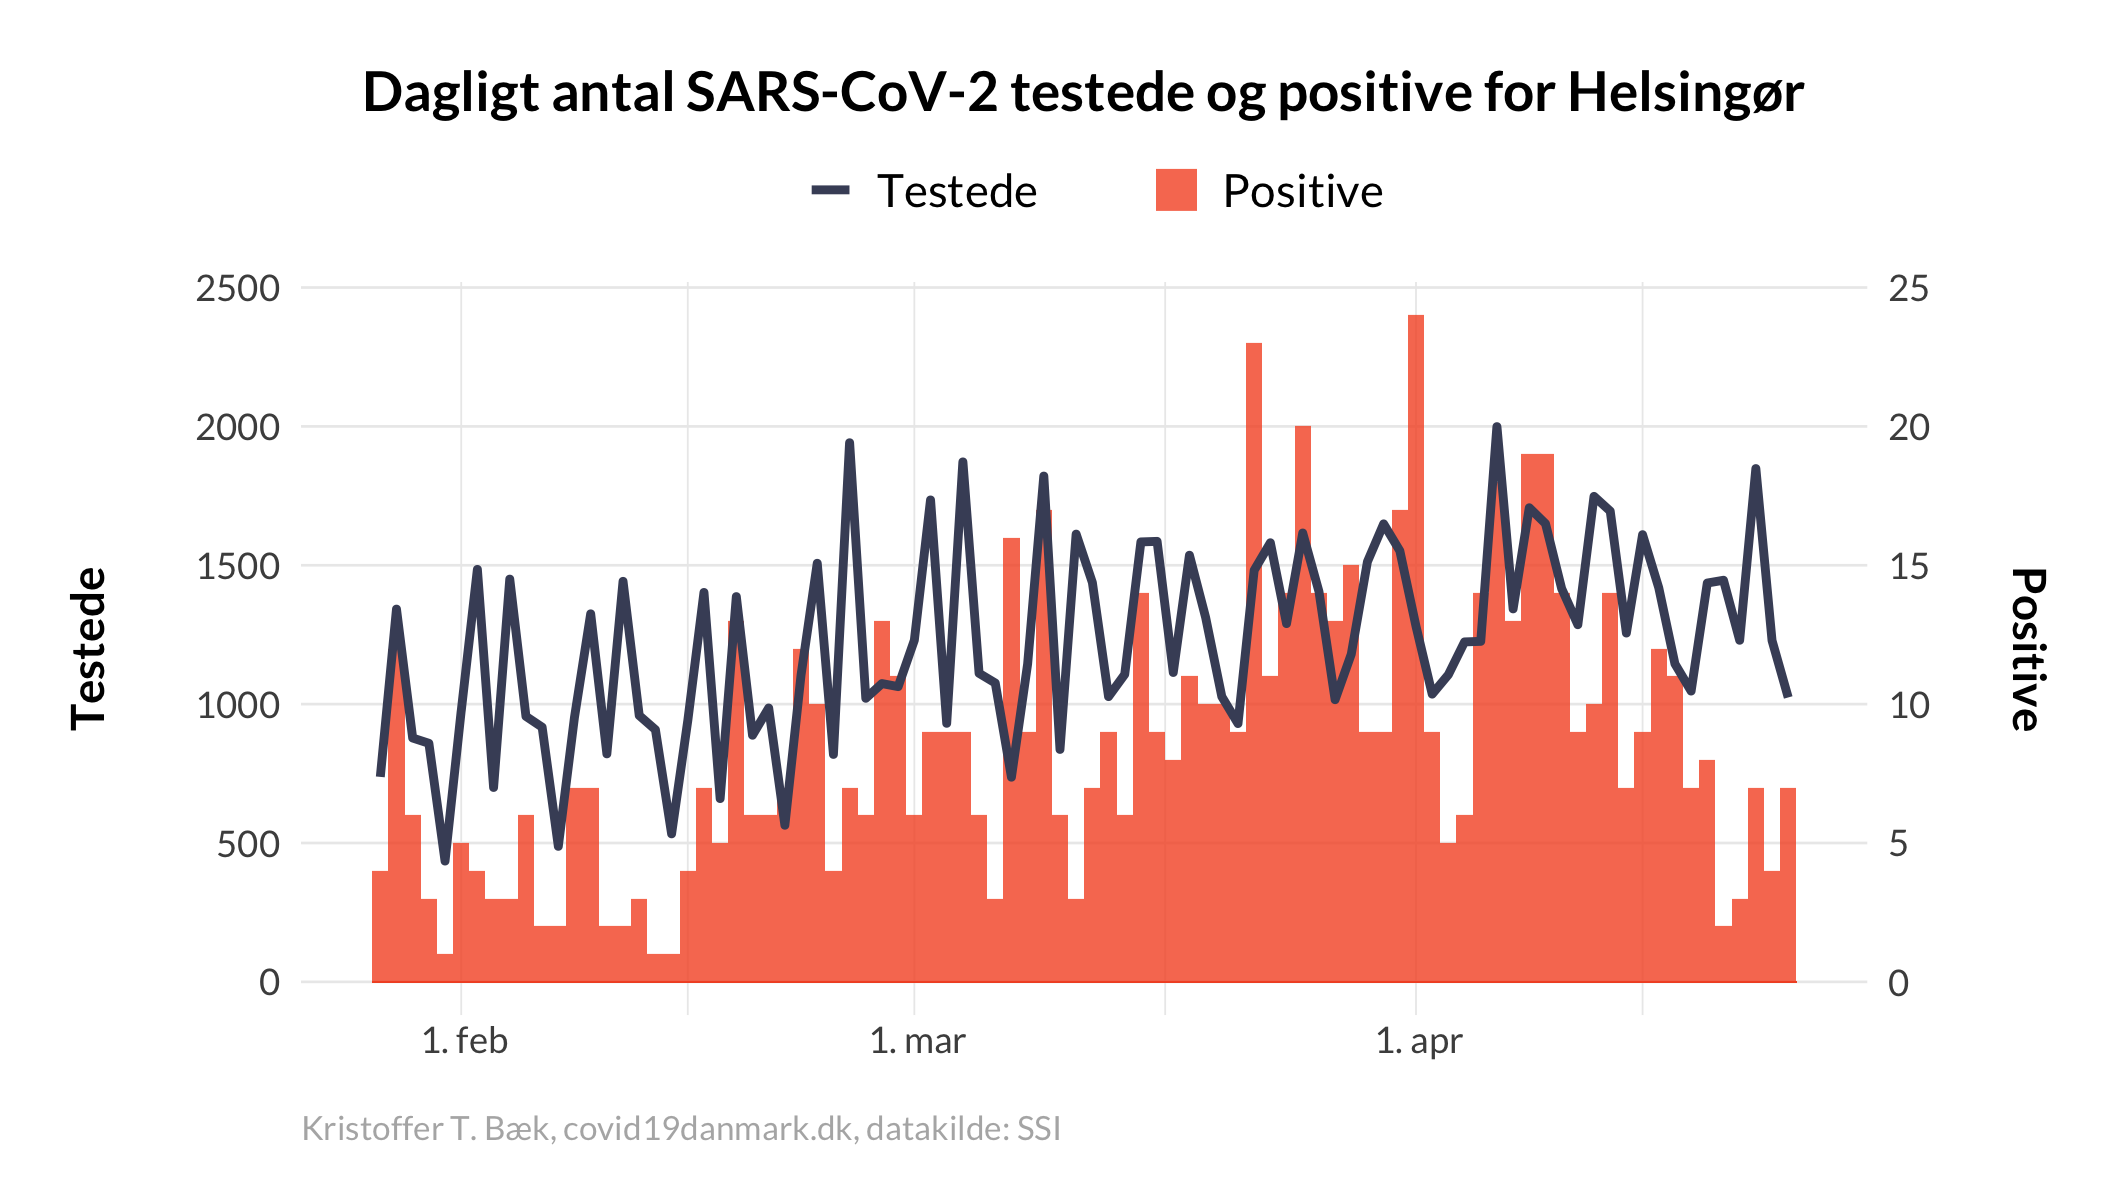 Dagligt antal SARS-CoV-2 testede og positive for Helsingør
Testede
Positive
2500
2000
1500
1000
500
0
Testede
25
20
15
10
5
0
Positive
1. feb
1. mar
1. apr
Kristoffer T. Bæk, covid19danmark.dk, datakilde: SSI